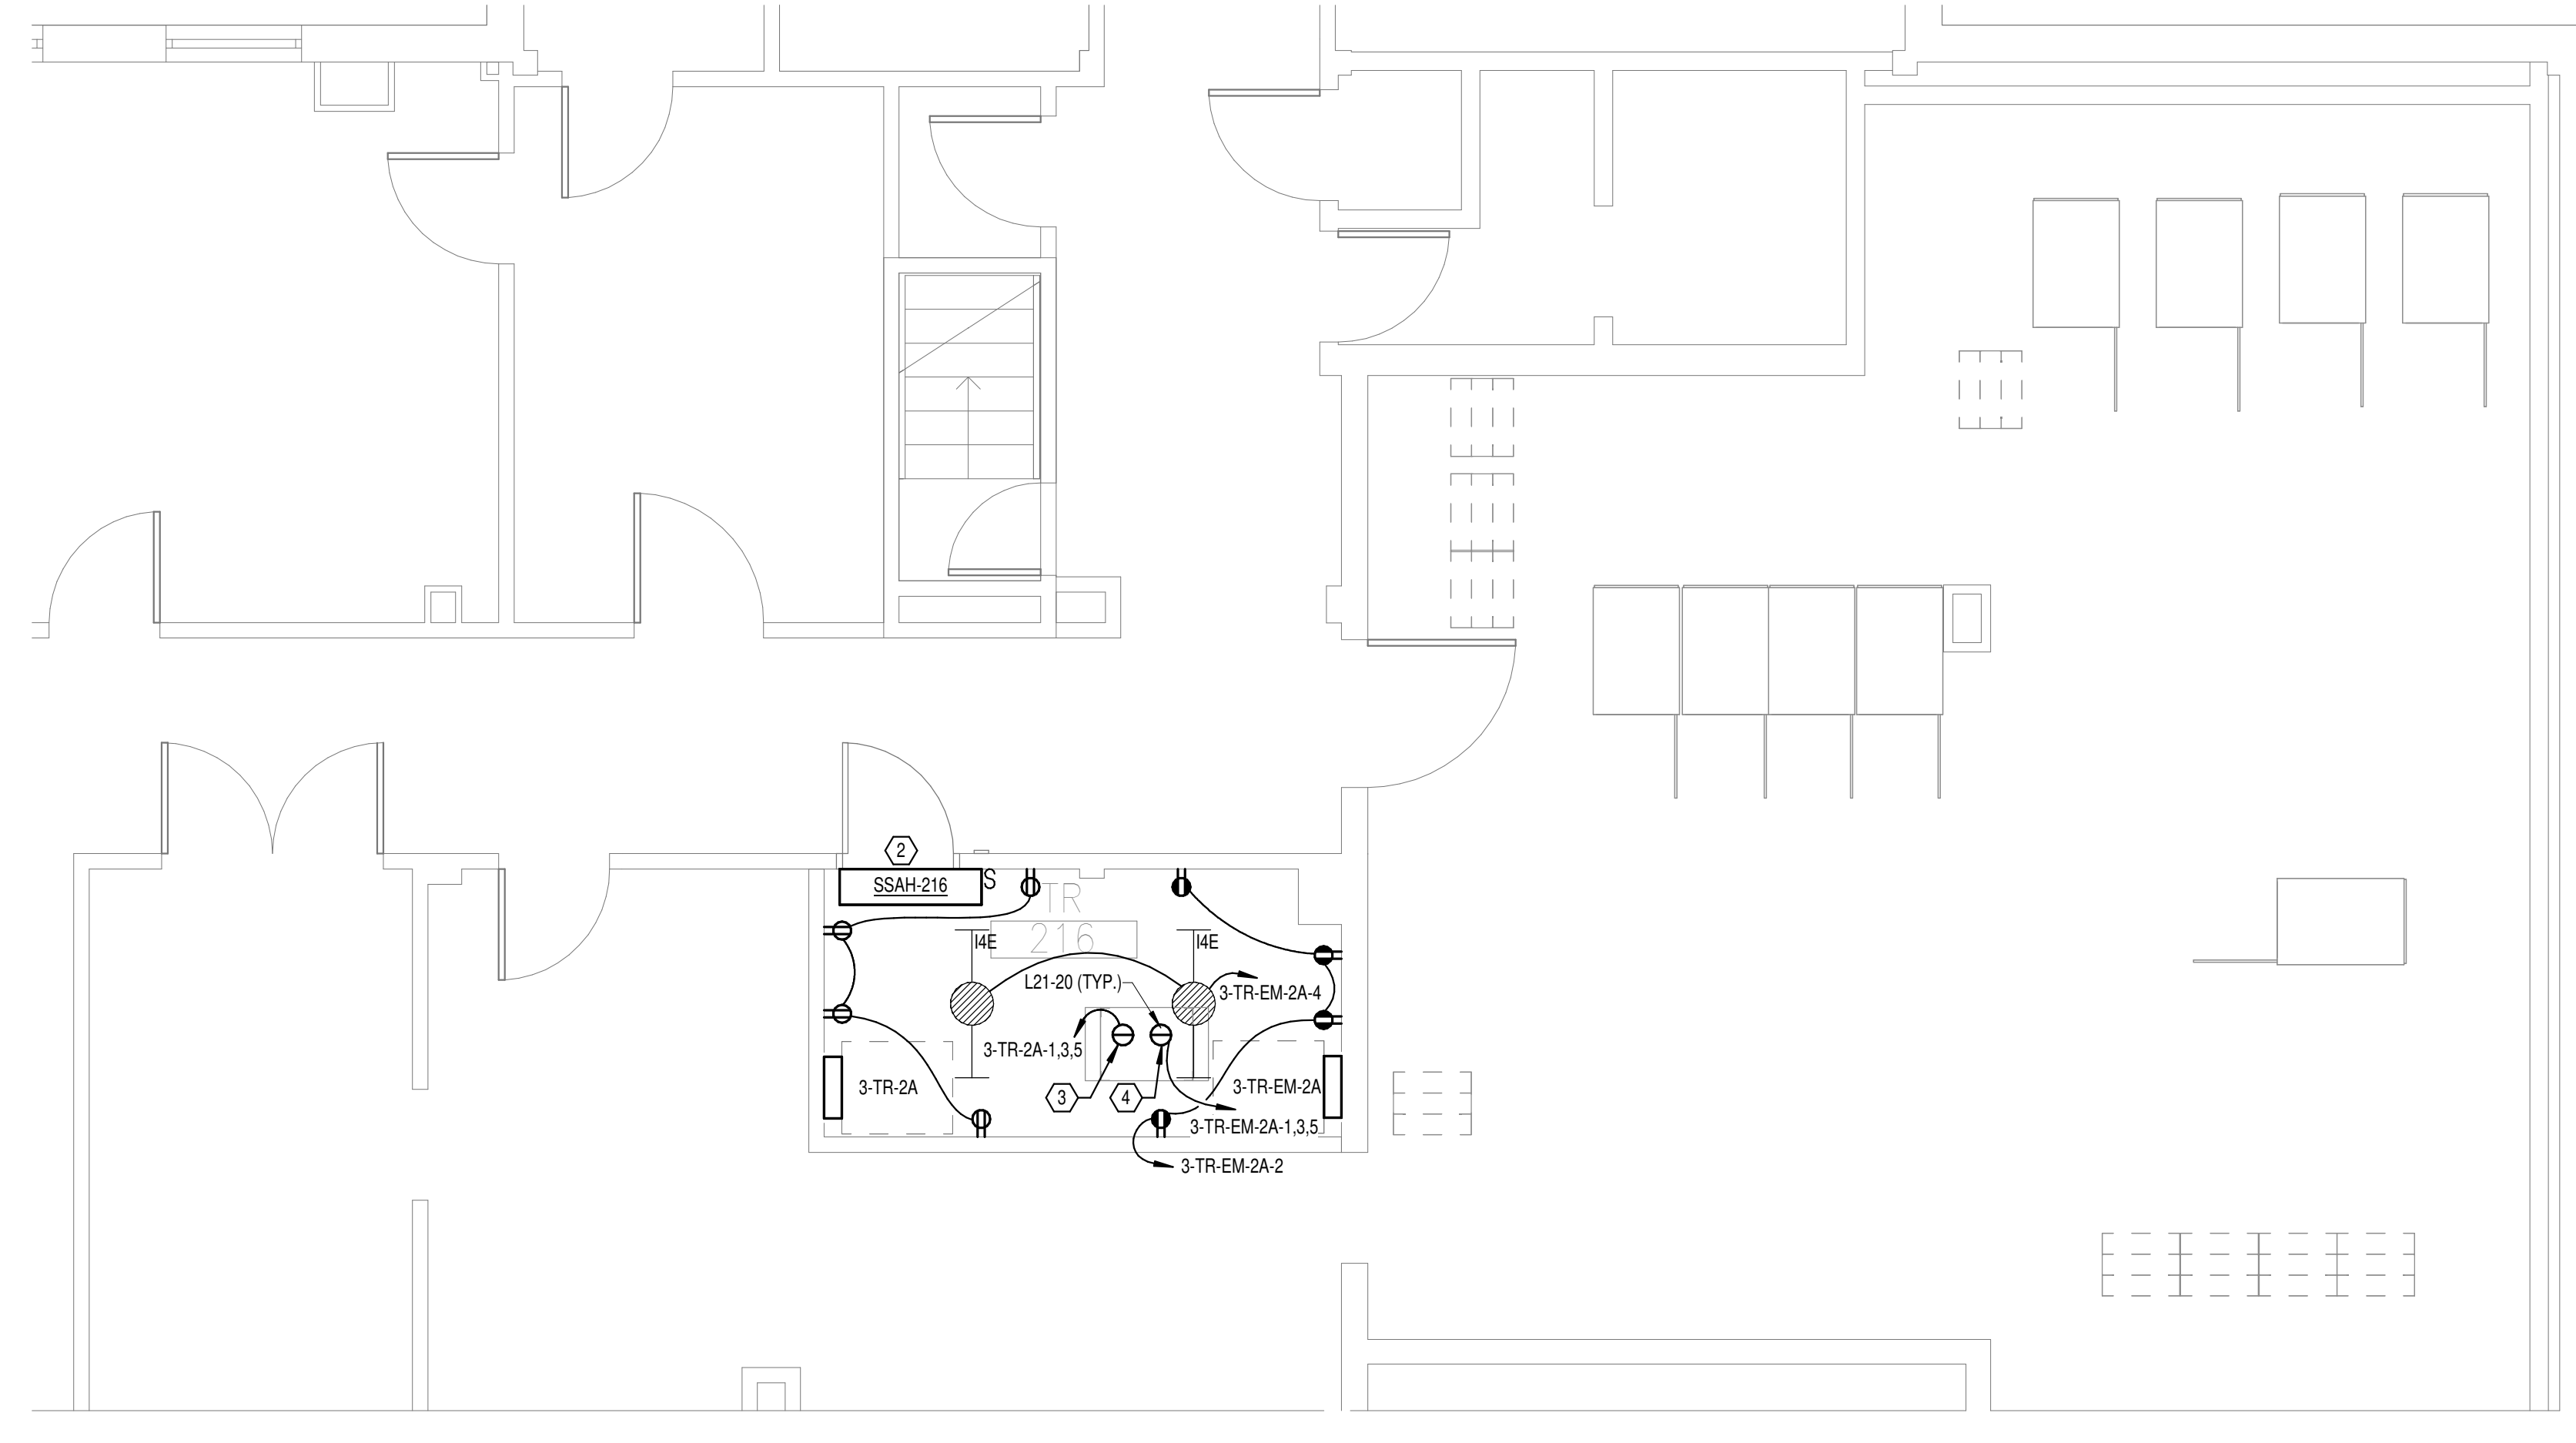 2
SSAH-216
S
TR
216
I4E
I4E
L21-20 (TYP.)
3-TR-EM-2A-4
3-TR-2A-1,3,5
3-TR-2A
3
4
3-TR-EM-2A
3-TR-EM-2A-1,3,5
3-TR-EM-2A-2